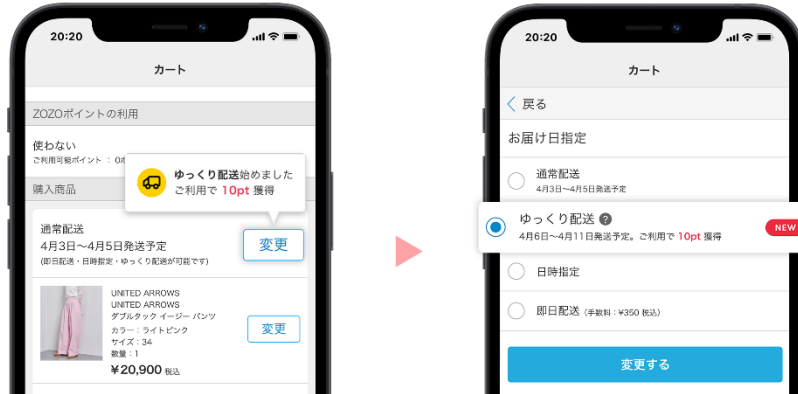 20:20
カート
ZOZOポイントの利用
使わない
ゆっくり配送始めました
ご利用で 10pt 獲得
購入商品
通常配送
4月3日〜4月5日発送予定
(即日配送・日時指定・ゆっくり配送が可能です)
変更
UNITED ARROWS
UNITED ARROWS
ダブルタック イージー パンツ
カラー：ライトピンク
サイズ：34
数量：1
¥20,900 税込
変更
20:20
カート
戻る
お届け日指定
通常配送
4月3日〜4月5日発送予定
ゆっくり配送 ?
4月6日〜4月11日発送予定。ご利用で 10pt 獲得
NEW
日時指定
即日配送 (手数料：¥350 税込)
変更する